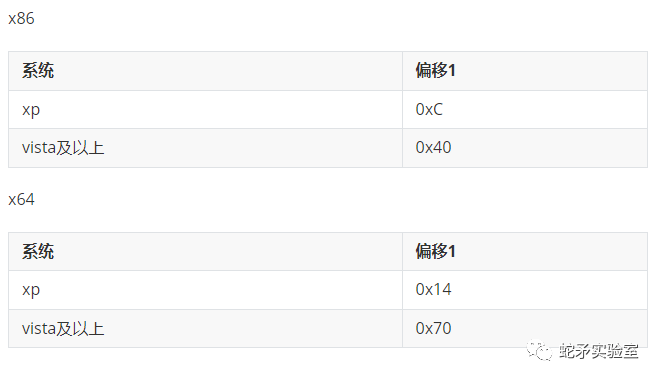 x86
系统 偏移1
xp 0xC
vista及以上 0x40
x64
系统 偏移1
xp 0x14
vista及以上 0x70
蛇矛实验室